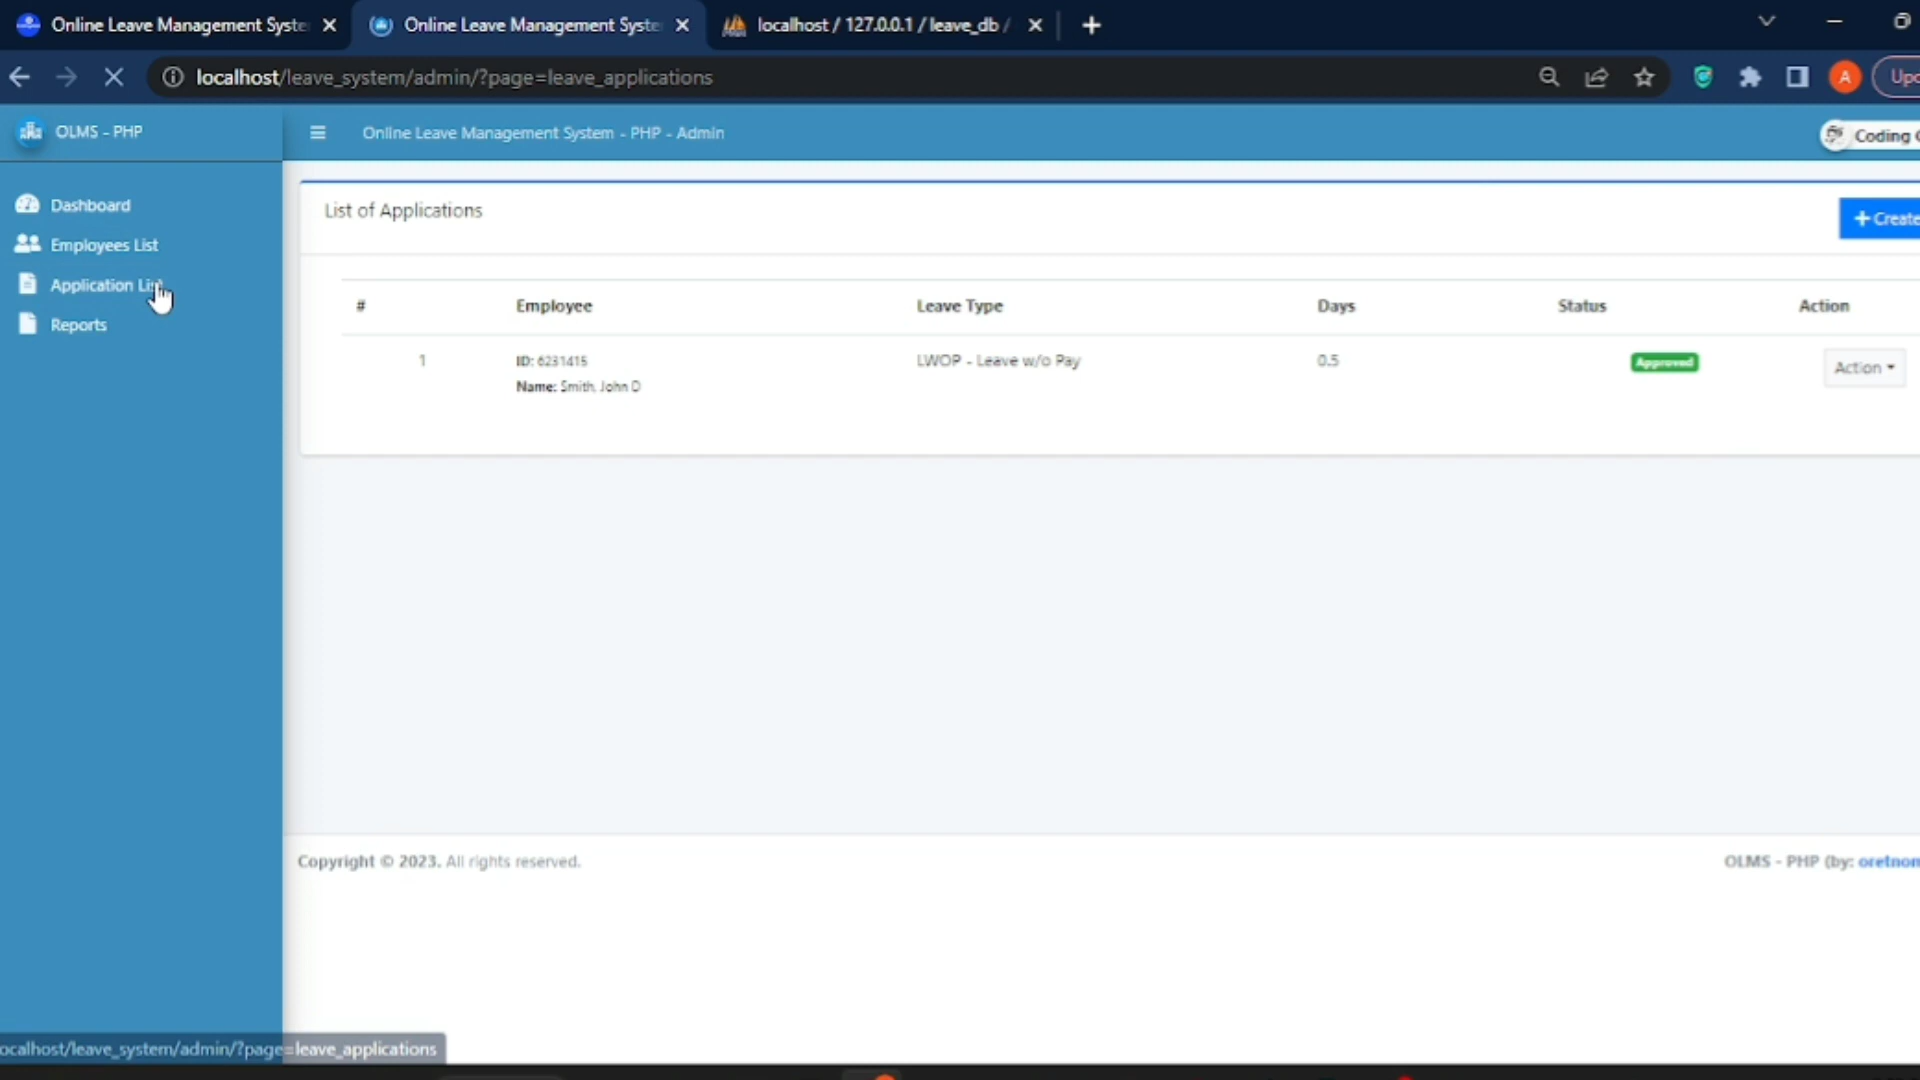 Online Leave Management Syste
Online Leave Management Syste
localhost / 127.0.0.1 / leave_db /
localhost/leave_system/admin/?page=leave_applications
A
OLMS - PHP
Online Leave Management System - PHP - Admin
Coding
Dashboard
Employees List
Application List
Reports
List of Applications
+ Create
# Employee Leave Type Days Status Action
1 ID: 6231415 LWOP - Leave w/o Pay 0.5 Approved Action
Name: Smith, John D
Copyright © 2023. All rights reserved.
OLMS - PHP (by: oretnom
ocalhost/leave_system/admin/?page=leave_applications